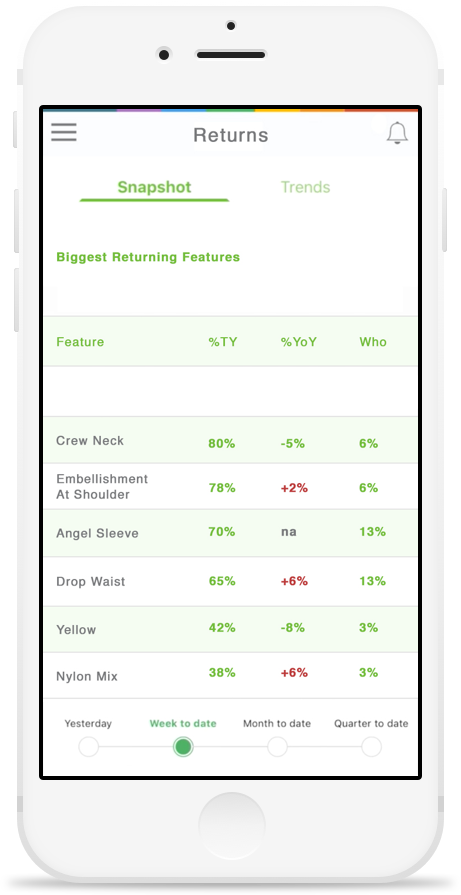 Returns
Snapshot Trends
Biggest Returning Features
Feature %TY %YoY Who
Crew Neck 80% -5% 6%
Embellishment
At Shoulder 78% +2% 6%
Angel Sleeve 70% na 13%
Drop Waist 65% +6% 13%
Yellow 42% -8% 3%
Nylon Mix 38% +6% 3%
Yesterday Week to date Month to date Quarter to date